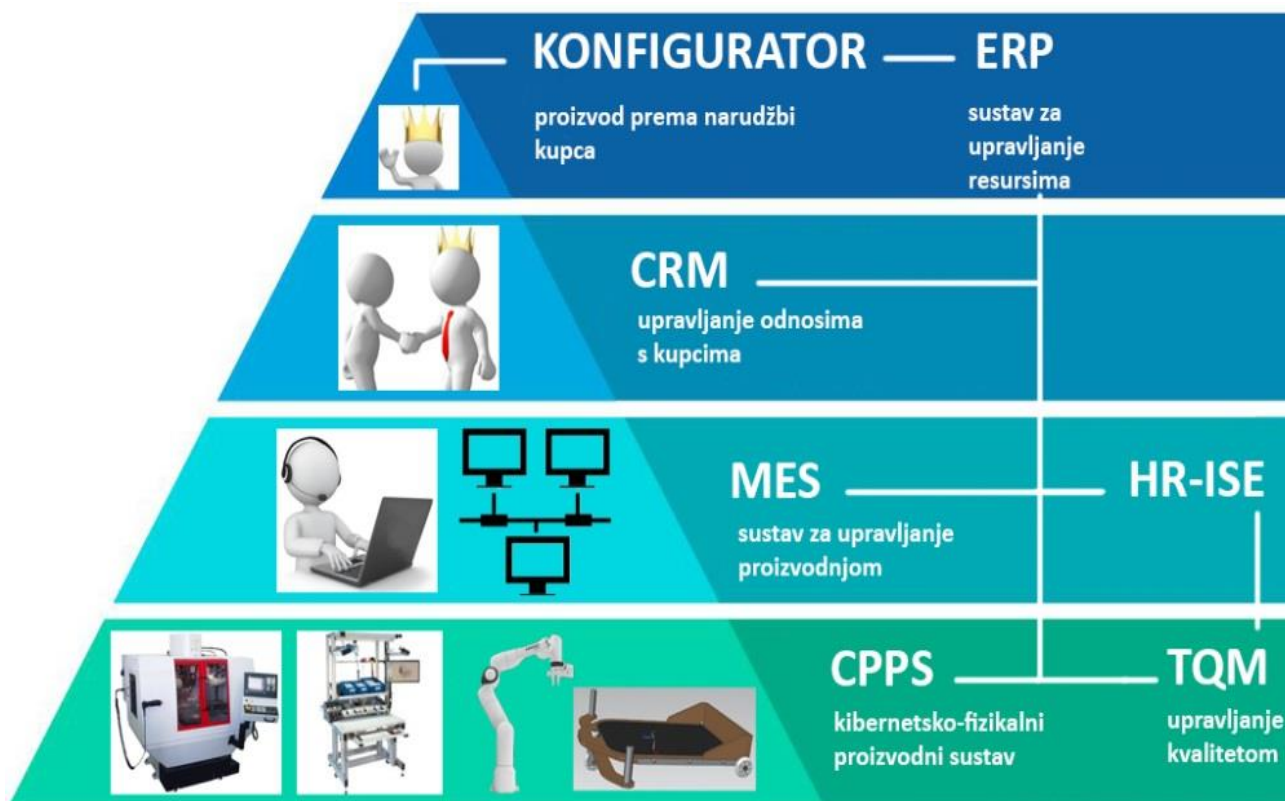 KONFIGURATOR
ERP
proizvod prema narudžbi
kupca
sustav za
upravljanje
resursima
CRM
upravljanje odnosima
s kupcima
MES
HR-ISE
sustav za upravljanje
proizvodnjom
CPPS
kibernetsko-fizikalni
proizvodni sustav
TQM
upravljanje
kvalitetom